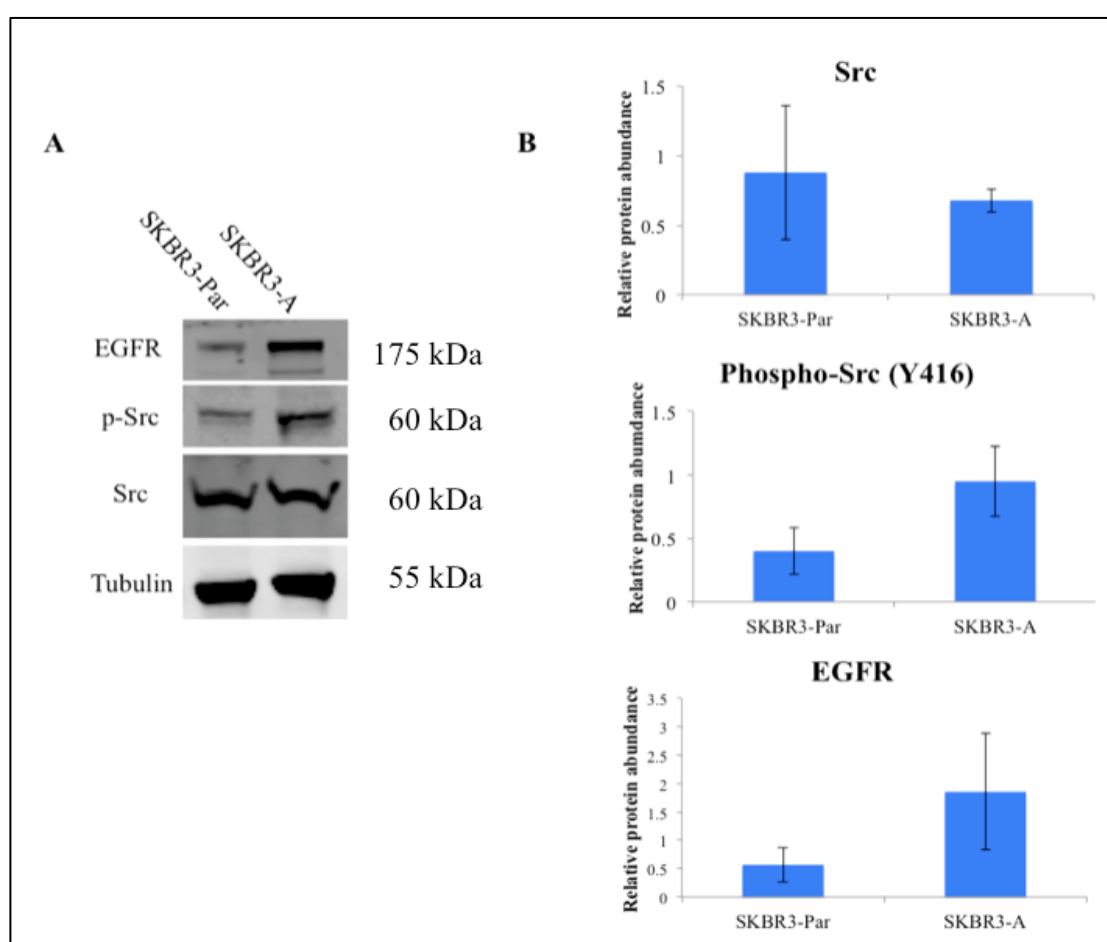 A
SKBR3-Par
SKBR3-A
EGFR
175 kDa
p-Src
60 kDa
Src
60 kDa
Tubulin
55 kDa
B
Src
Relative protein abundance
1.5
1
0.5
0
SKBR3-Par
SKBR3-A
Phospho-Src (Y416)
Relative protein abumdance
1.5
1
0.5
0
SKBR3-Par
SKBR3-A
EGFR
Relative protein abundance
3.5
3
2.5
2
1.5
1
0.5
0
SKBR3-Par
SKBR3-A